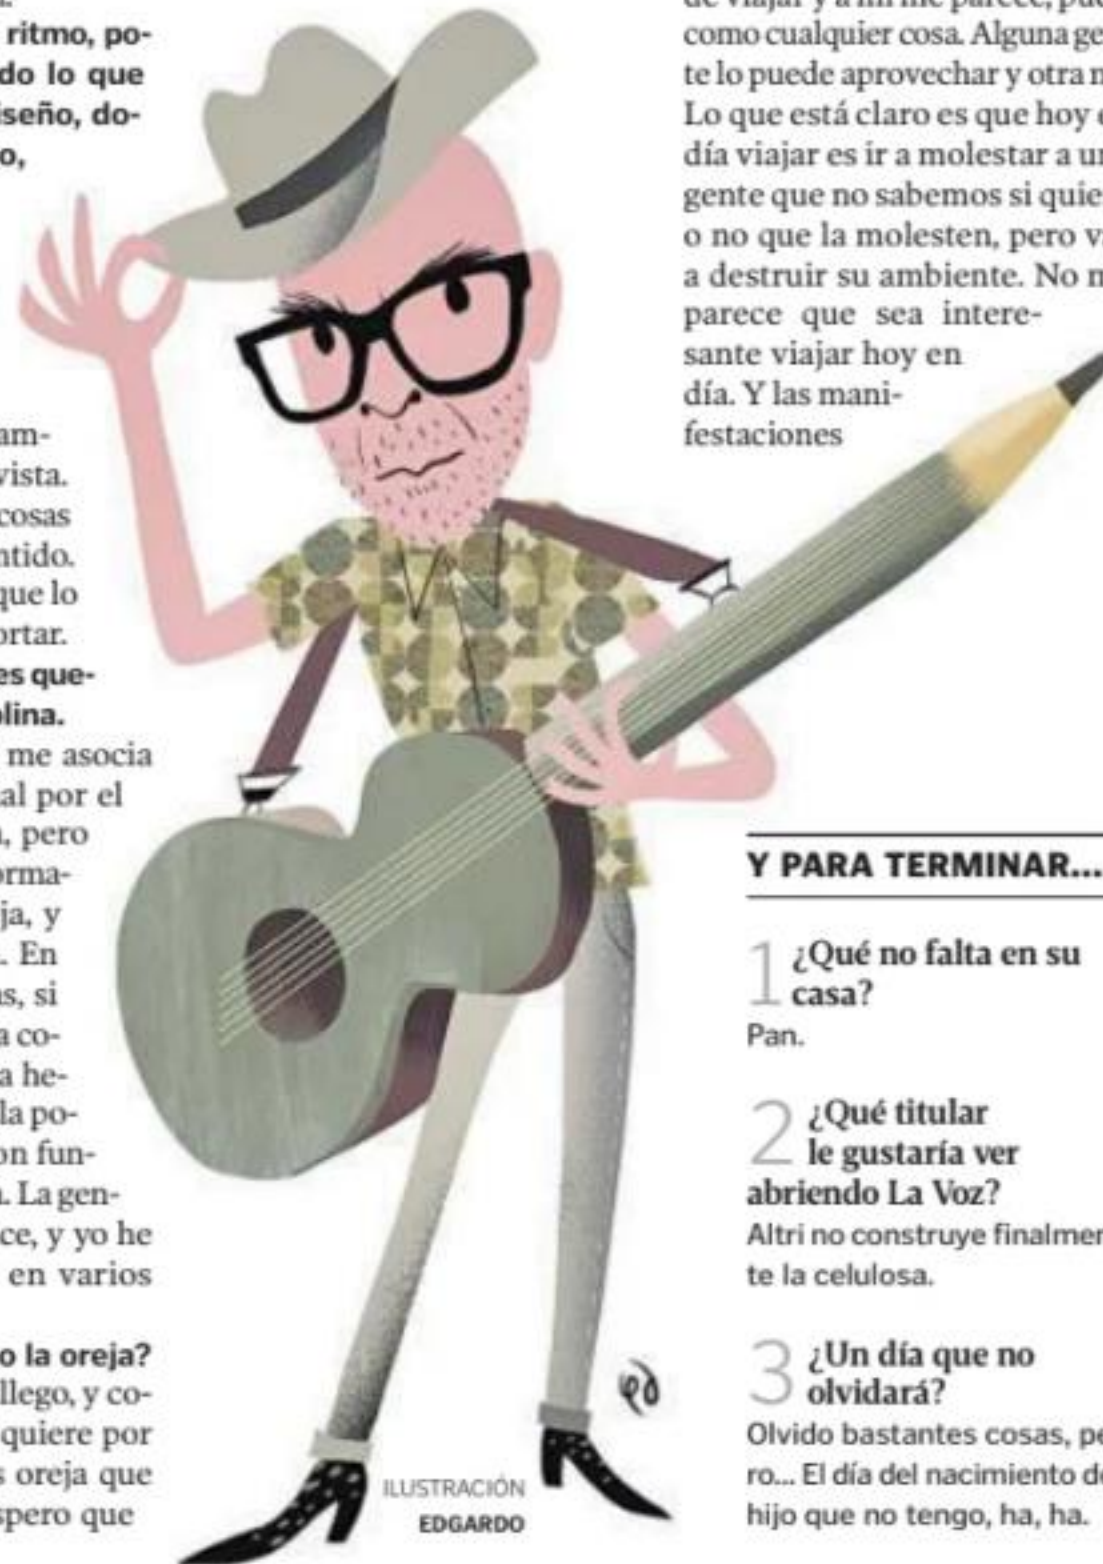 ritmo, po-
do lo que
iseño, do-
o,
am-
vista.
cosas
ntido.
que lo
ortar.
es que-
lina.
me asocia
al por el
, pero
orma-
ja, y
. En
as, si
a co-
a he-
la po-
on fun-
. La gen-
ce, y yo he
en varios
o la oreja?
llego, y co-
quiere por
s oreja que
spero que
como cualquier cosa. Alguna ge
te lo puede aprovechar y otra n
Lo que está claro es que hoy e
día viajar es ir a molestar a un
gente que no sabemos si quie
o no que la molesten, pero va
a destruir su ambiente. No m
parece que sea intere-
sante viajar hoy en
día. Y las mani-
festaciones
Y PARA TERMINAR...
1 ¿Qué no falta en su
casa?
Pan.
2 ¿Qué titular
le gustaría ver
abriendo La Voz?
Altri no construye finalmen
te la celulosa.
3 ¿Un día que no
olvidará?
Olvido bastantes cosas, pe
ro... El día del nacimiento de
hijo que no tengo, ha, ha.
ILUSTRACIÓN
EDGARDO